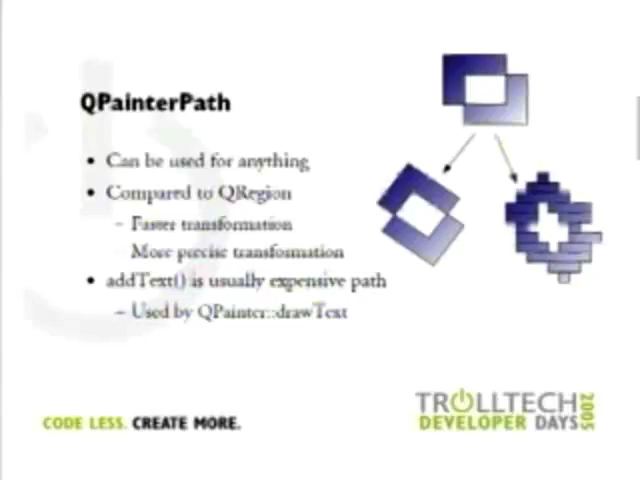 QPainterPath
• Can be used for anything
• Compared to QRegion
– Faster transformation
More precise transformation
• addText() is usually expensive path
– Used by QPainter::drawText
CODE LESS. CREATE MORE.
TROLLTECH
DEVELOPER DAYS
2005